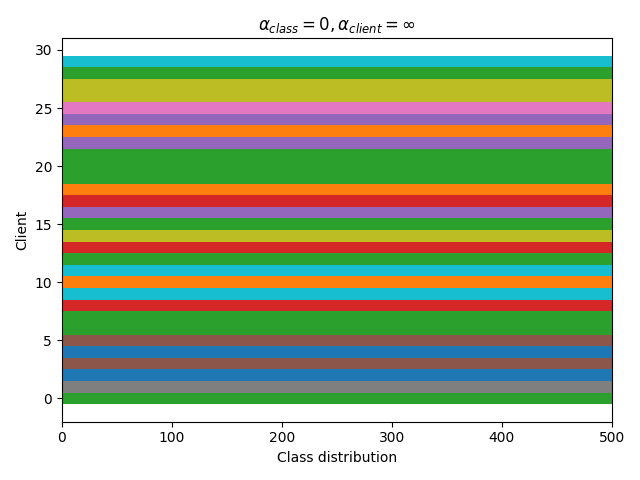 α_class = 0, α_client = ∞
Client
30
25
20
15
10
5
0
0 100 200 300 400 500
Class distribution